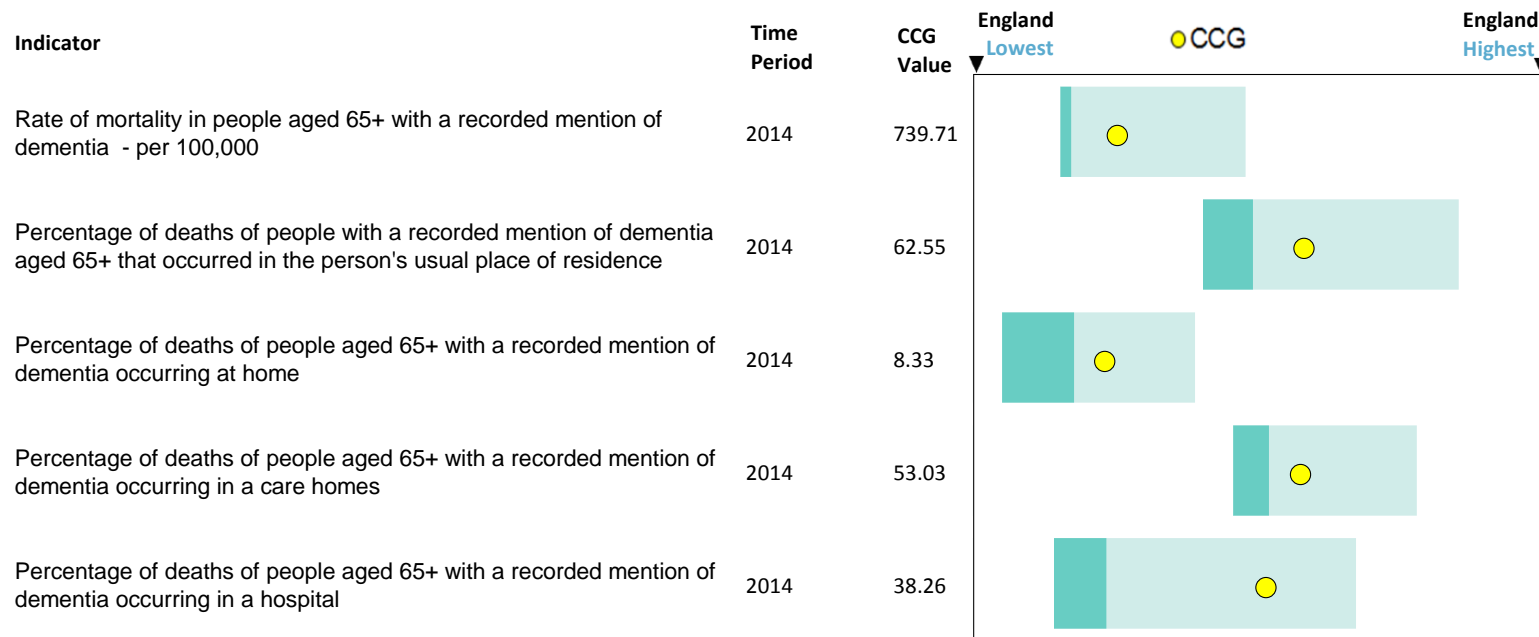 Indicator
Time Period
CCG Value
England Lowest
CCG
England Highest
Rate of mortality in people aged 65+ with a recorded mention of
dementia  - per 100,000
2014
739.71
Percentage of deaths of people with a recorded mention of dementia
aged 65+ that occurred in the person's usual place of residence
2014
62.55
Percentage of deaths of people aged 65+ with a recorded mention of
dementia occurring at home
2014
8.33
Percentage of deaths of people aged 65+ with a recorded mention of
dementia occurring in a care homes
2014
53.03
Percentage of deaths of people aged 65+ with a recorded mention of
dementia occurring in a hospital
2014
38.26